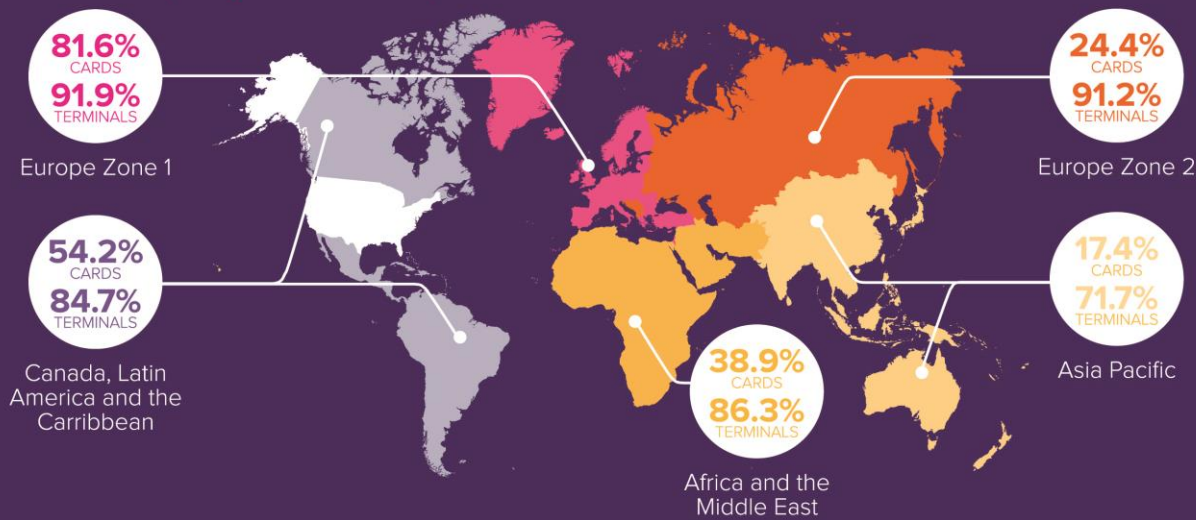 81.6%
CARDS
91.9%
TERMINALS
Europe Zone 1
24.4%
CARDS
91.2%
TERMINALS
Europe Zone 2
54.2%
CARDS
84.7%
TERMINALS
Canada, Latin
America and the
Carribbean
17.4%
CARDS
71.7%
TERMINALS
Asia Pacific
38.9%
CARDS
86.3%
TERMINALS
Africa and the
Middle East